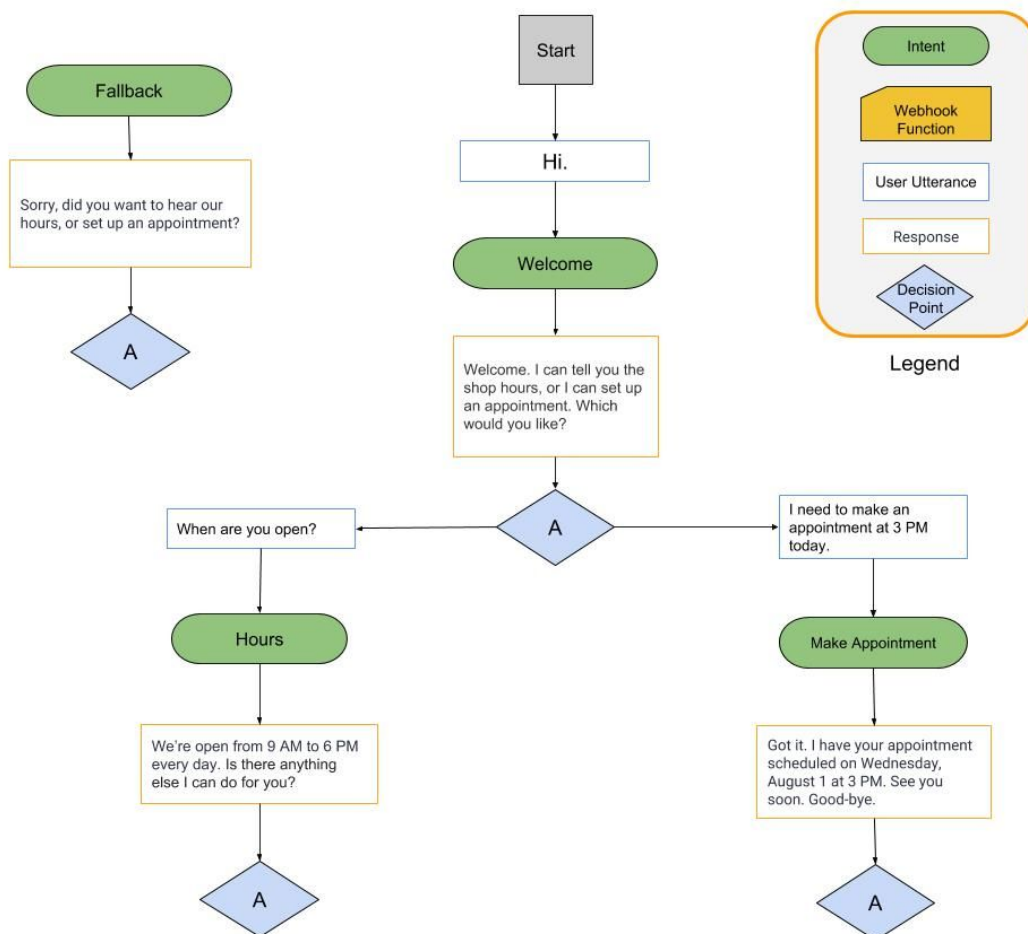 Start
Intent
Fallback
Webhook
Function
Hi.
User Utterance
Sorry, did you want to hear our
hours, or set up an appointment?
Response
Welcome
Decision
Point
A
Legend
Welcome. I can tell you the
shop hours, or I can set up
an appointment. Which
would you like?
When are you open?
A
I need to make an
appointment at 3 PM
today.
Hours
Make Appointment
We’re open from 9 AM to 6 PM
every day. Is there anything
else I can do for you?
Got it. I have your appointment
scheduled on Wednesday,
August 1 at 3 PM. See you
soon. Good-bye.
A
A